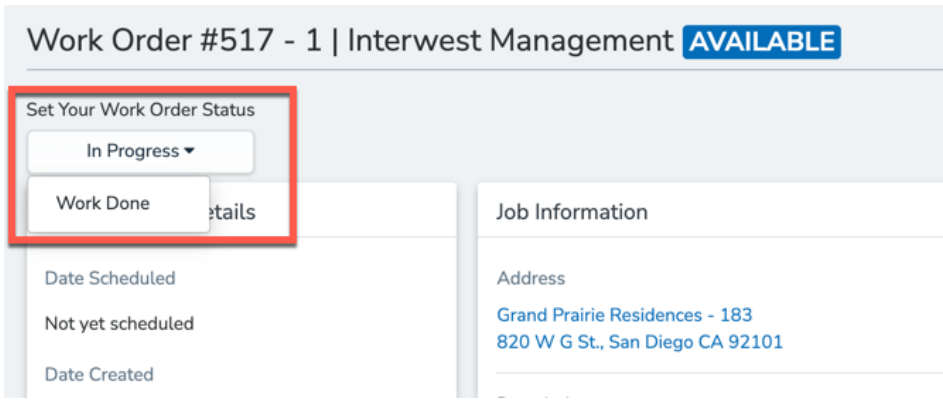 Work Order #517 - 1 | Interwest Management AVAILABLE
Set Your Work Order Status
In Progress
Work Done
etails
Job Information
Date Scheduled
Not yet scheduled
Date Created
Address
Grand Prairie Residences - 183
820 W G St., San Diego CA 92101